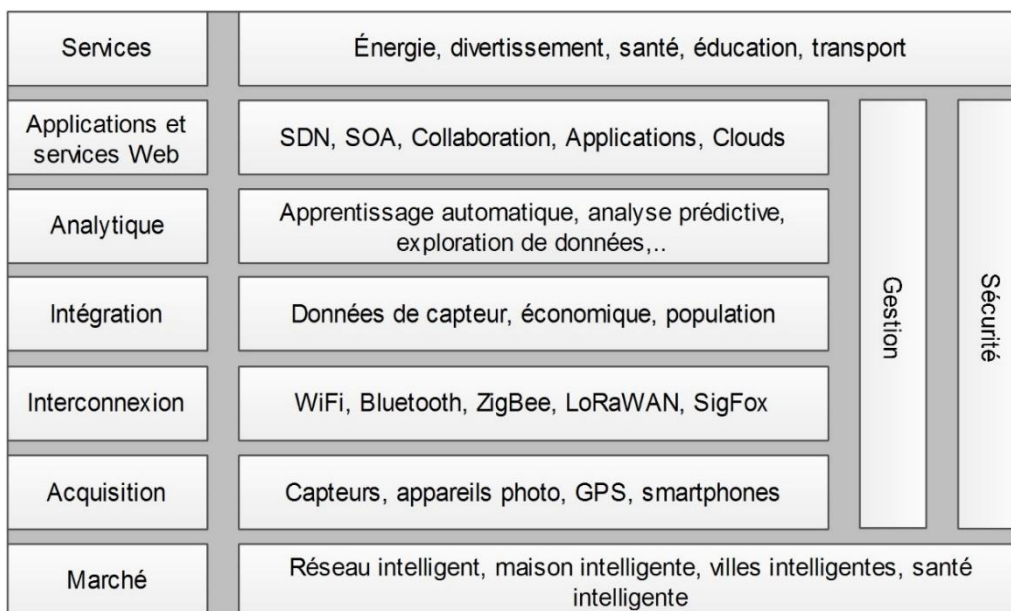 Services
Énergie, divertissement, santé, éducation, transport
Applications et
services Web
SDN, SOA, Collaboration, Applications, Clouds
Analytique
Apprentissage automatique, analyse prédictive,
exploration de données,..
Intégration
Données de capteur, économique, population
Interconnexion
WiFi, Bluetooth, ZigBee, LoRaWAN, SigFox
Acquisition
Capteurs, appareils photo, GPS, smartphones
Gestion
Sécurité
Marché
Réseau intelligent, maison intelligente, villes intelligentes, santé
intelligente